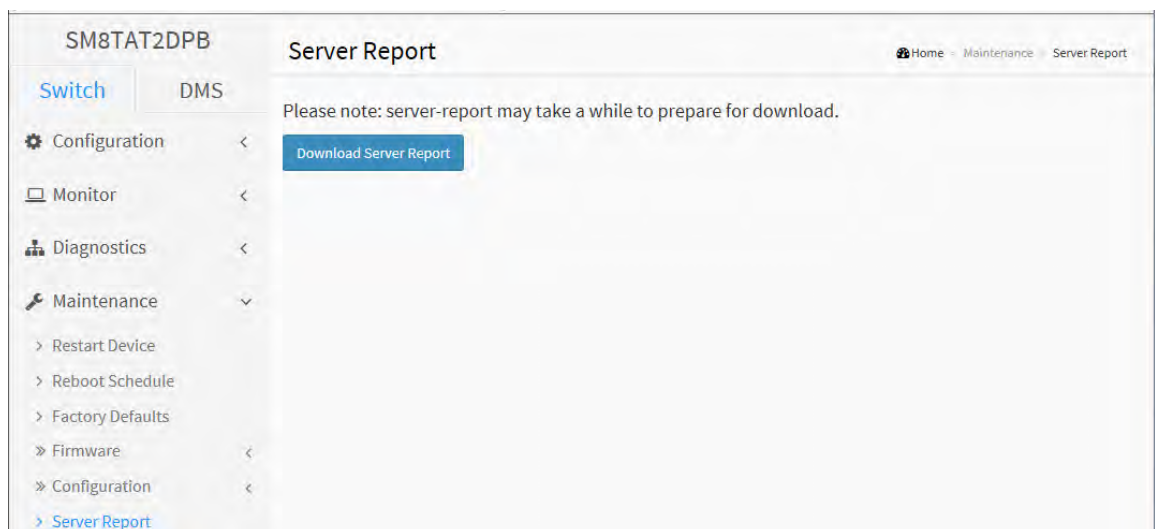 SM8TAT2DPB
Switch DMS
Configuration
Monitor
Diagnostics
Maintenance
Restart Device
Reboot Schedule
Factory Defaults
Firmware
Configuration
Server Report
Server Report
Home Maintenance Server Report
Please note: server-report may take a while to prepare for download.
Download Server Report